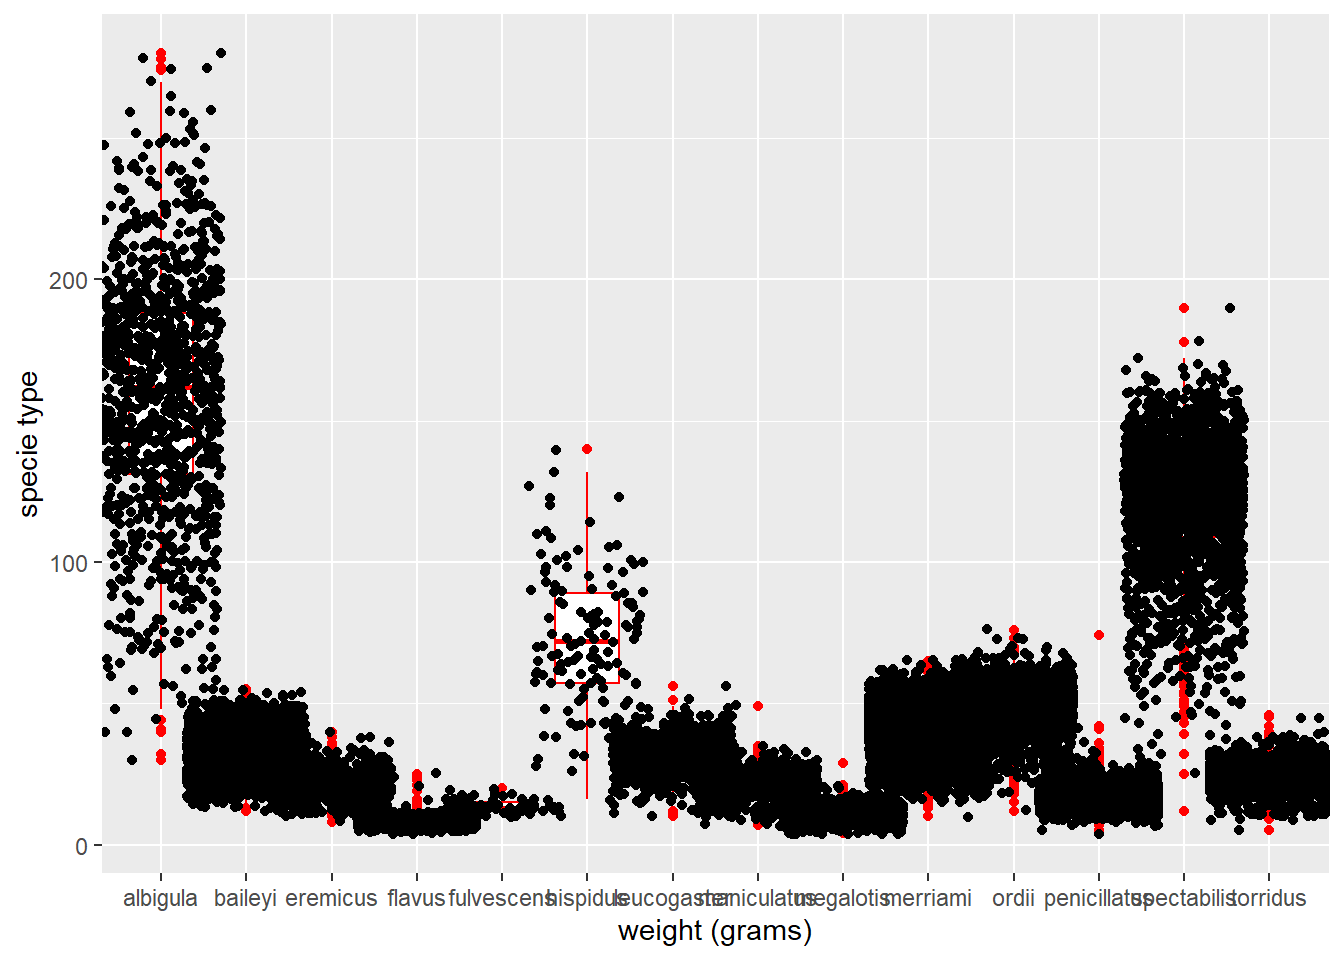 200
100
0
specie type
albigula baileyi eremicus flavus fulvescens hispidus leucogaster maniculatus megalotis merriami ordii penicillatus spectabilis torridus
weight (grams)